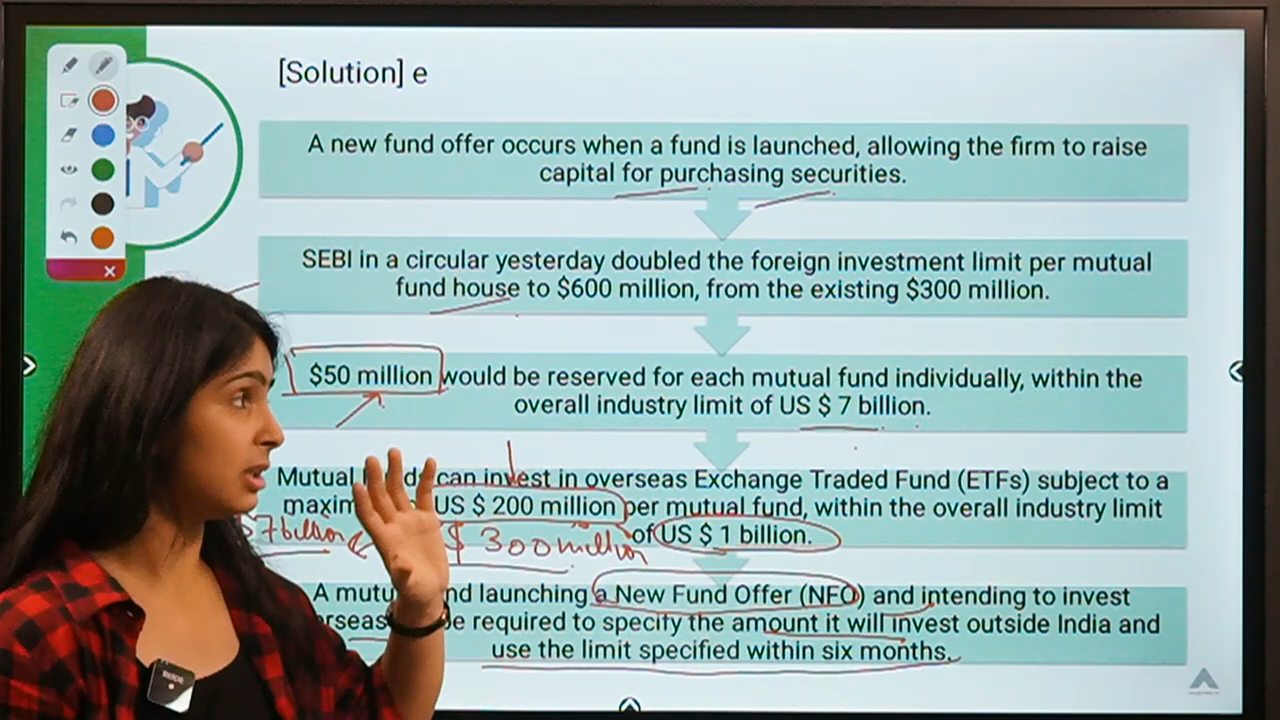 [Solution] e
A new fund offer occurs when a fund is launched, allowing the firm to raise
capital for purchasing securities.
SEBI in a circular yesterday doubled the foreign investment limit per mutual
fund house to $600 million, from the existing $300 million.
$50 million would be reserved for each mutual fund individually, within the
overall industry limit of US $ 7 billion.
Mutual can invest in overseas Exchange Traded Fund (ETFs) subject to a
US $ 200 million per mutual fund, within the overall industry limit
of US $ 1 billion.
$ 7 billion $ 300 million
launching a New Fund Offer (NFO) and intending to invest
required to specify the amount it will invest outside India and
use the limit specified within six months.